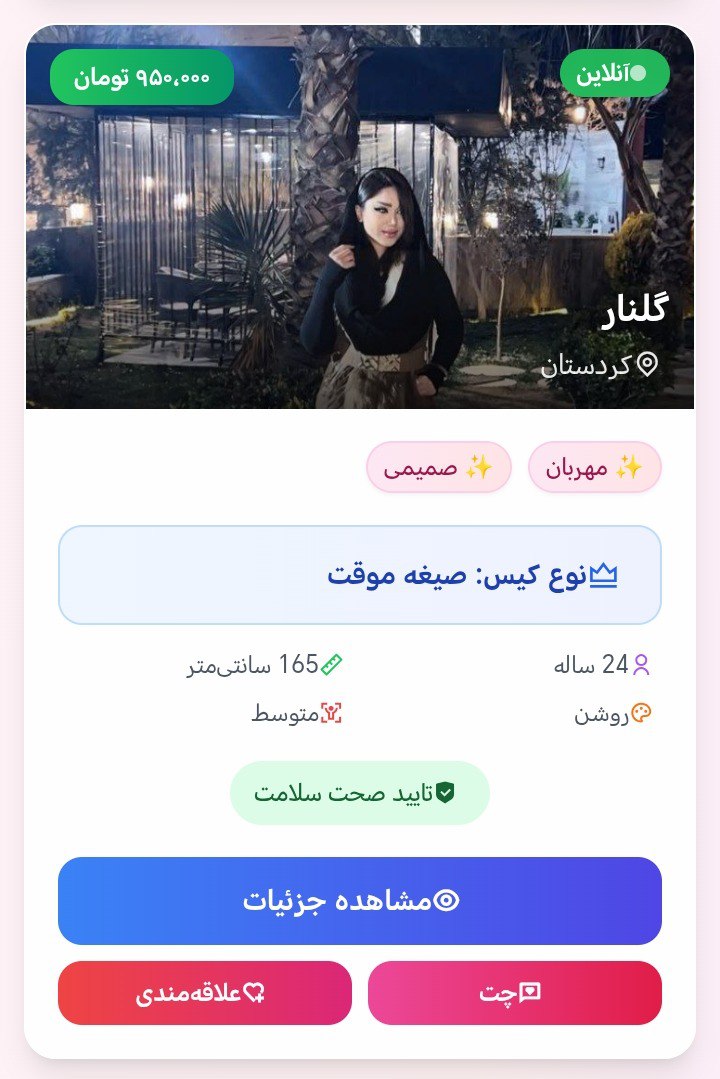 آنلاین
۹۵۰,۰۰۰ تومان
گلنار
کردستان
✨ مهربان
✨ صمیمی
نوع کیس: صیغه موقت
24 ساله
165 سانتی‌متر
روشن
متوسط
تایید صحت سلامت
مشاهده جزئیات
چت
علاقه‌مندی